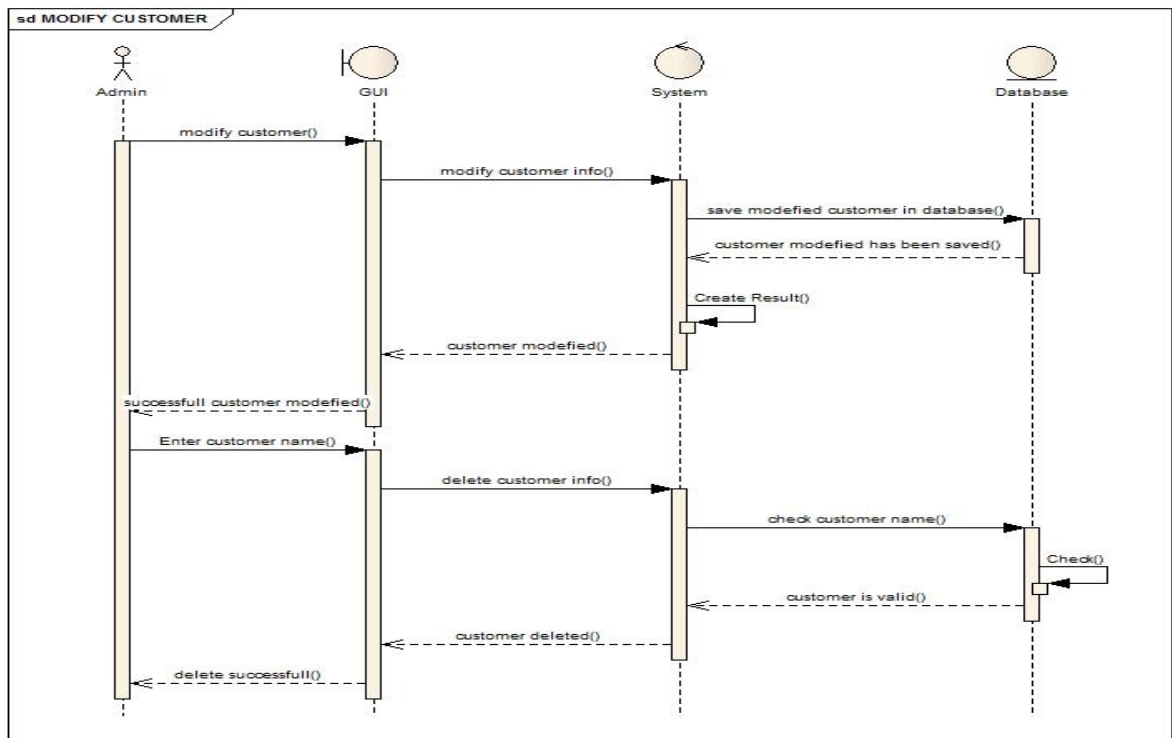 sd MODIFY CUSTOMER
Admin
GUI
System
Database
modify customer()
modify customer info()
save modefied customer in database()
customer modefied has been saved()
Create Result()
customer modefied()
successfull customer modefied()
Enter customer name()
delete customer info()
check customer name()
Check()
customer is valid()
customer deleted()
delete successfull()